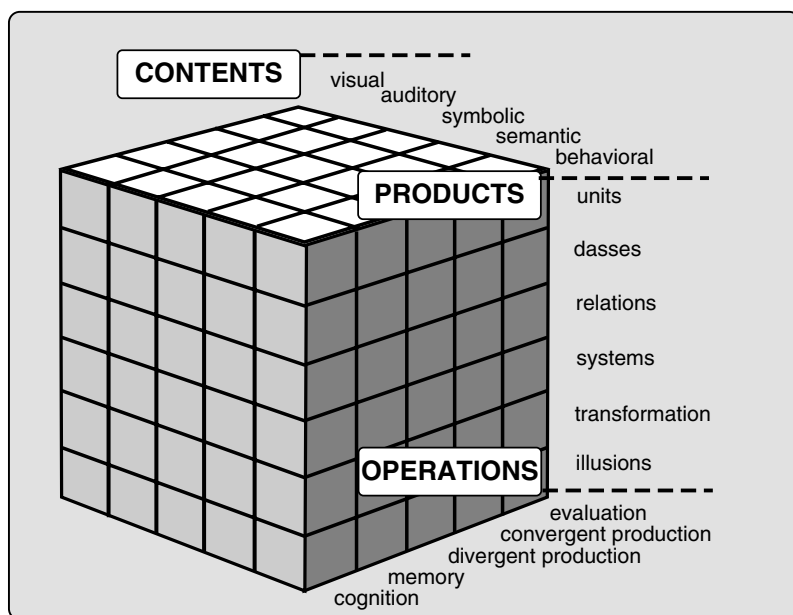 CONTENTS
visual
auditory
symbolic
semantic
behavioral
PRODUCTS
units
dasses
relations
systems
transformation
illusions
OPERATIONS
evaluation
convergent production
divergent production
memory
cognition